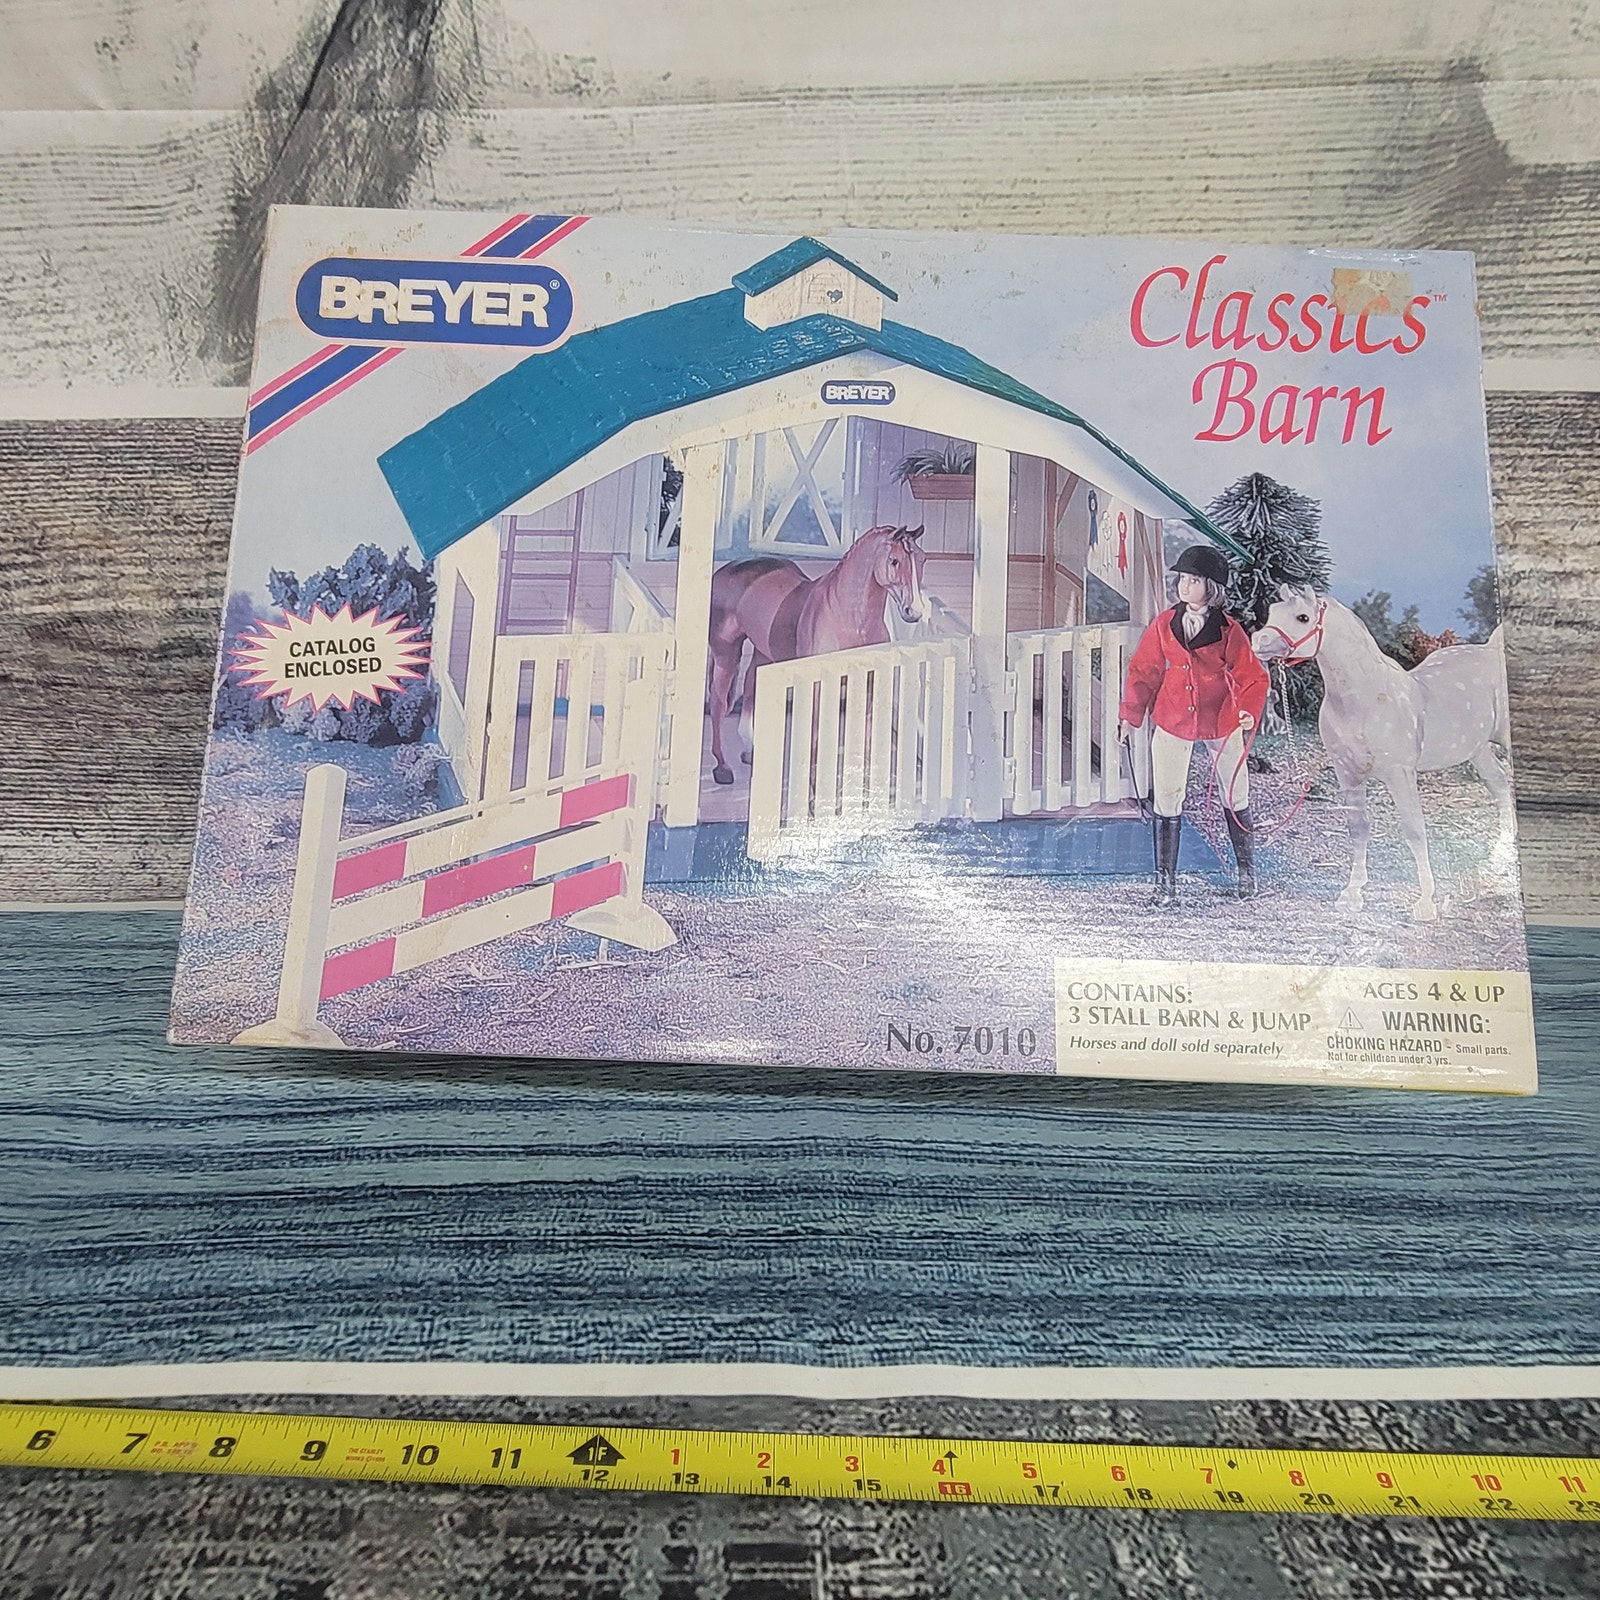 BREYER®
Classics™
Barn
BREYER®
CATALOG
ENCLOSED
No. 7010
CONTAINS:
3 STALL BARN & JUMP
Horses and doll sold separately
AGES 4 & UP
⚠ WARNING:
CHOKING HAZARD - Small parts.
Not for children under 3 yrs.
6 7 8 9 10 11 1F 1 2 3 4 5 6 7 8 9 10 11
12 13 14 15 16 17 18 19 20 21 22 23
THE STANLEY